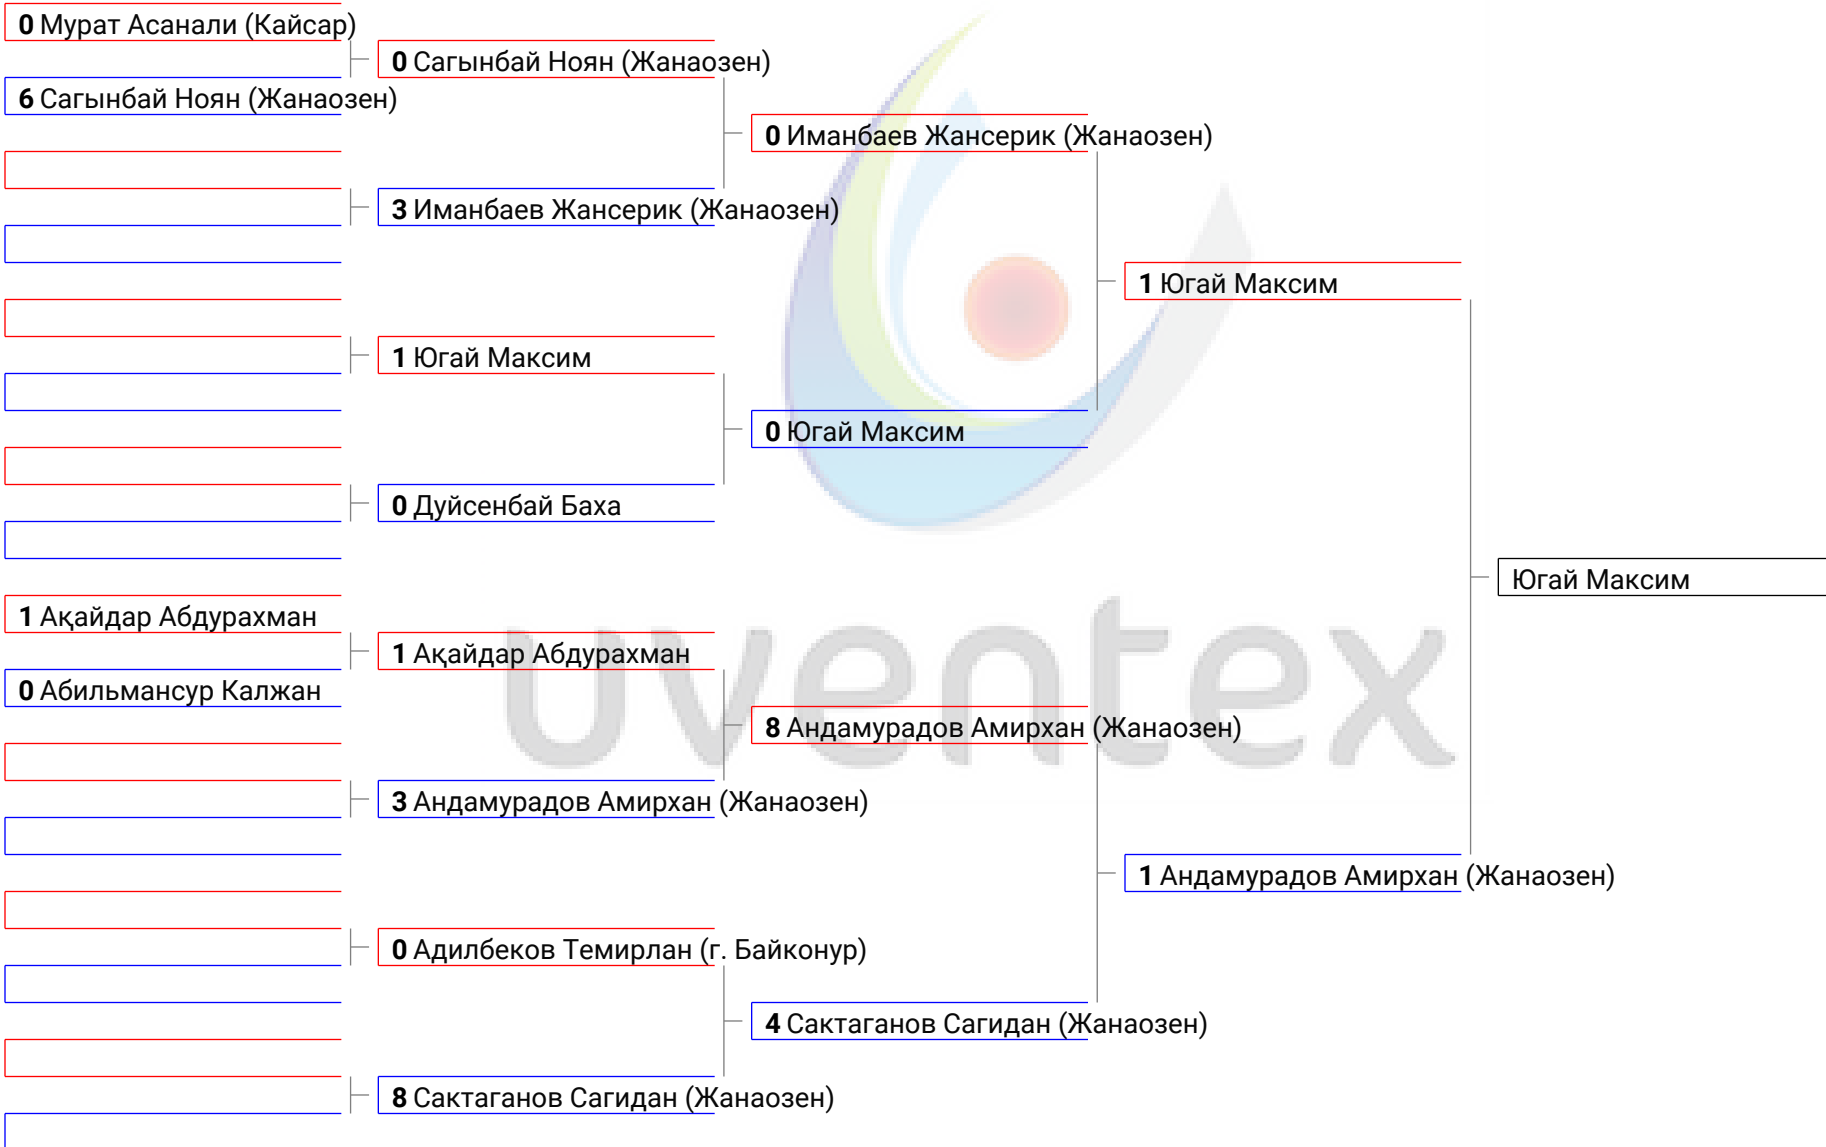 0 Мурат Асанали (Кайсар)
0 Сагынбай Ноян (Жанаозен)
6 Сагынбай Ноян (Жанаозен)
0 Иманбаев Жансерик (Жанаозен)
3 Иманбаев Жансерик (Жанаозен)
1 Югай Максим
1 Югай Максим
0 Югай Максим
0 Дуйсенбай Баха
Югай Максим
1 Ақайдар Абдурахман
1 Ақайдар Абдурахман
0 Абильмансур Калжан
uventex
8 Андамурадов Амирхан (Жанаозен)
3 Андамурадов Амирхан (Жанаозен)
1 Андамурадов Амирхан (Жанаозен)
0 Адилбеков Темирлан (г. Байконур)
4 Сактаганов Сагидан (Жанаозен)
8 Сактаганов Сагидан (Жанаозен)